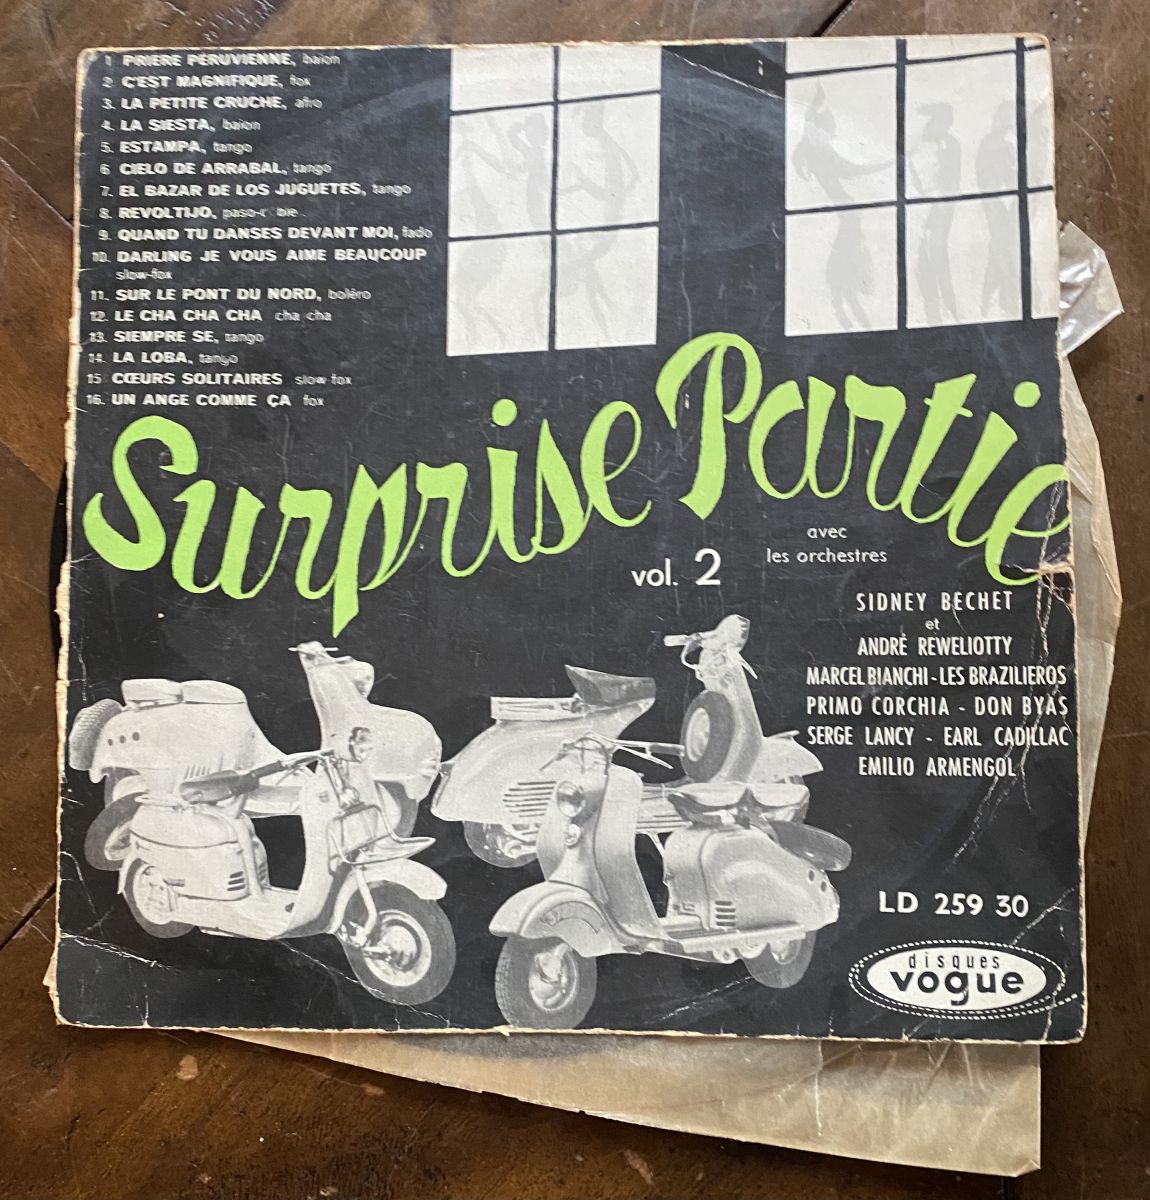 1 PRIERE PERUVIENNE, baion
2 C'EST MAGNIFIQUE, fox
3. LA PETITE CRUCHE, afro
4. LA SIESTA, baion
5. ESTAMPA, tango
6 CIELO DE ARRABAL, tango
7. EL BAZAR DE LOS JUGUETES, tango
8. REVOLTIJO,
9. QUAND TU DANSES DEVANT MOI, fado
10. DARLING JE VOUS AIME BEAUCOUP
slow-fox
11. SUR LE PONT DU NORD, boléro
12. LE CHA CHA CHA cha cha
13. SIEMPRE SE, tango
14. LA LOBA, tango
15 CŒURS SOLITAIRES slow fox
16. UN ANGE COMME ÇA fox
Surprise Partie
vol. 2
avec
les orchestres
SIDNEY BECHET
et
ANDRÉ REWELIOTTY
MARCEL BIANCHI - LES BRAZILIEROS
PRIMO CORCHIA - DON BYAS
SERGE LANCY - EARL CADILLAC
EMILIO ARMENGOL
LD 259 30
disques
vogue